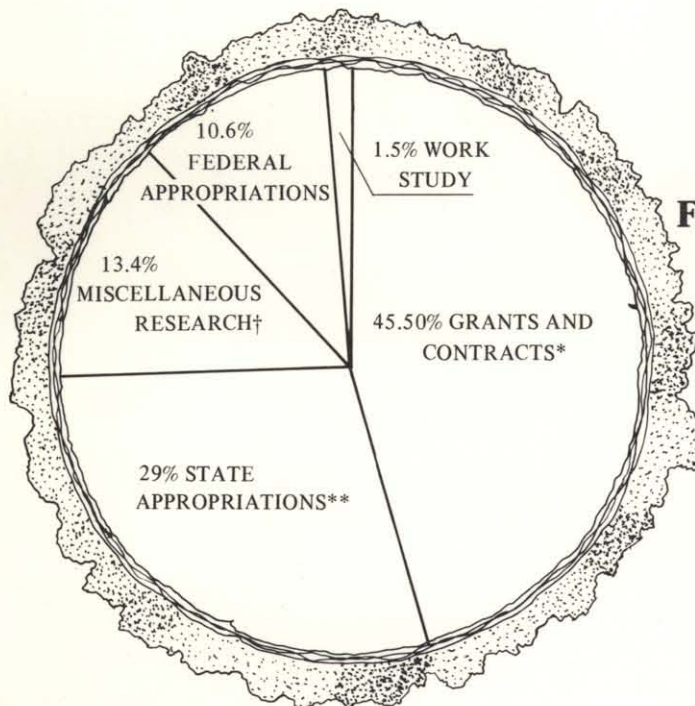 10.6%
FEDERAL
APPROPRIATIONS
1.5% WORK
STUDY
13.4%
MISCELLANEOUS
RESEARCH†
45.50% GRANTS AND
CONTRACTS*
29% STATE
APPROPRIATIONS**
F